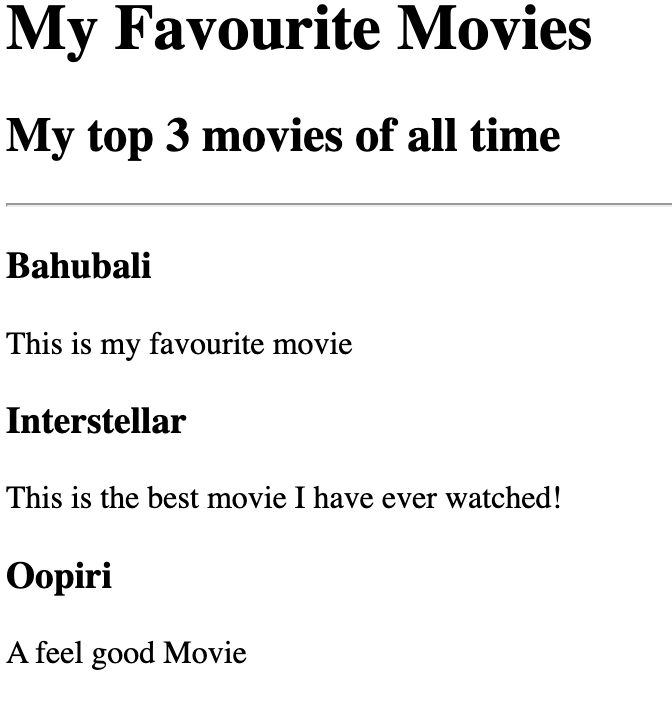 My Favourite Movies
My top 3 movies of all time
Bahubali
This is my favourite movie
Interstellar
This is the best movie I have ever watched!
Oopiri
A feel good Movie